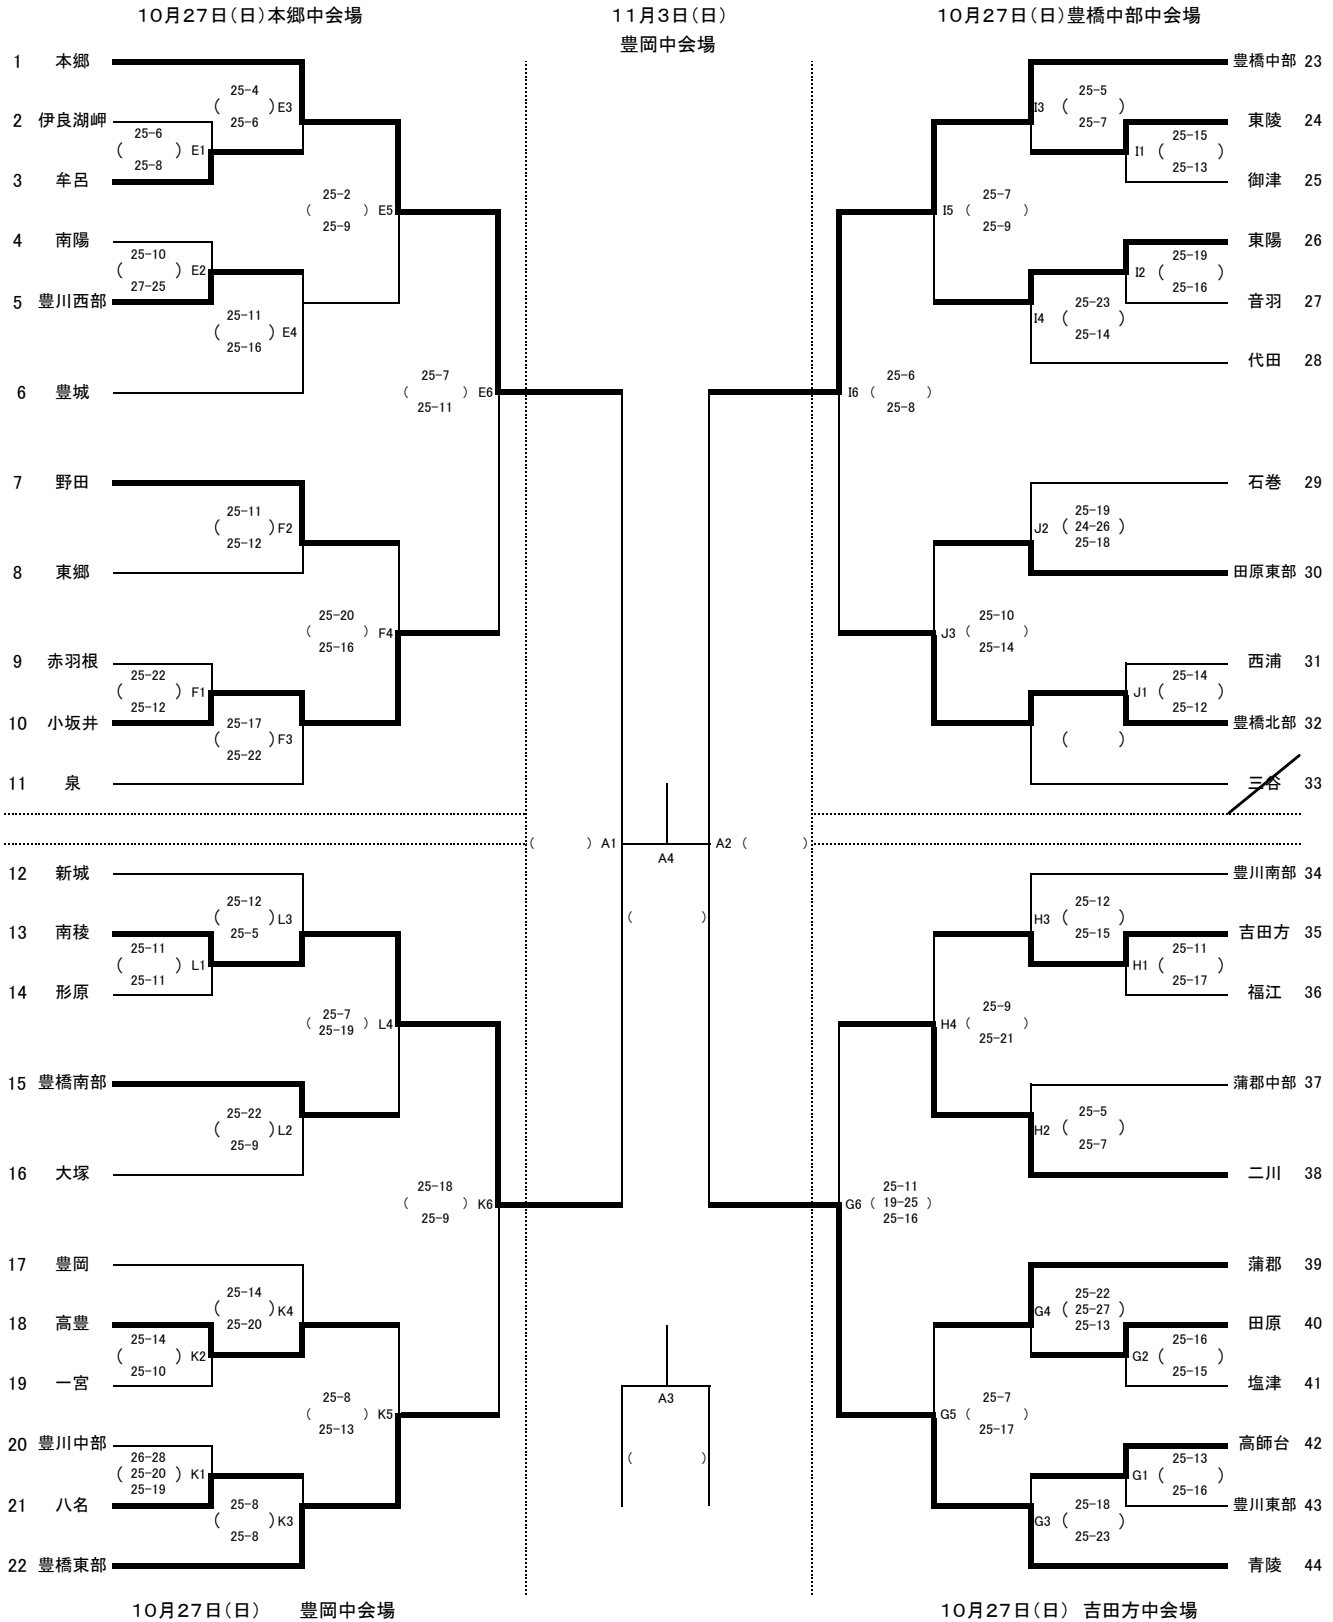 10月27日(日)本郷中会場
11月3日(日)
豊岡中会場
10月27日(日)豊橋中部中会場
1 本郷
25-4
( )E3
25-6
2 伊良湖岬
25-6
( ) E1
25-8
3 牟呂
25-2
( ) E5
25-9
4 南陽
25-10
( ) E2
27-25
5 豊川西部
25-11
( ) E4
25-16
6 豊城
25-7
( ) E6
25-11
7 野田
25-11
( )F2
25-12
8 東郷
25-20
( ) F4
25-16
9 赤羽根
25-22
( ) F1
25-12
10 小坂井
25-17
( )F3
25-22
11 泉
豊橋中部 23
25-5
I3 ( )
25-7
東陵 24
25-15
I1 ( )
25-13
御津 25
25-7
I5 ( )
25-9
東陽 26
25-19
I2 ( )
25-16
音羽 27
25-23
I4 ( )
25-14
代田 28
25-6
I6 ( )
25-8
石巻 29
25-19
J2 ( 24-26 )
25-18
田原東部 30
25-10
J3 ( )
25-14
西浦 31
25-14
J1 ( )
25-12
豊橋北部 32
( )
三谷 33
( ) A1
A4
A2 ( )
( )
12 新城
25-12
( )L3
25-5
13 南稜
25-11
( ) L1
25-11
14 形原
25-7
( 25-19 ) L4
15 豊橋南部
25-22
( )L2
25-9
16 大塚
25-18
( ) K6
25-9
17 豊岡
25-14
( )K4
25-20
18 高豊
25-14
( ) K2
25-10
19 一宮
25-8
( ) K5
25-13
20 豊川中部
26-28
( 25-20 ) K1
25-19
21 八名
25-8
( )K3
25-8
22 豊橋東部
A3
( )
豊川南部 34
25-12
H3 ( )
25-15
吉田方 35
25-11
H1 ( )
25-17
福江 36
25-9
H4 ( )
25-21
蒲郡中部 37
25-5
H2 ( )
25-7
二川 38
25-11
G6 ( 19-25 )
25-16
蒲郡 39
25-22
G4 ( 25-27 )
25-13
田原 40
25-16
G2 ( )
25-15
塩津 41
25-7
G5 ( )
25-17
高師台 42
25-13
G1 ( )
25-16
豊川東部 43
25-18
G3 ( )
25-23
青陵 44
10月27日(日) 豊岡中会場
10月27日(日) 吉田方中会場